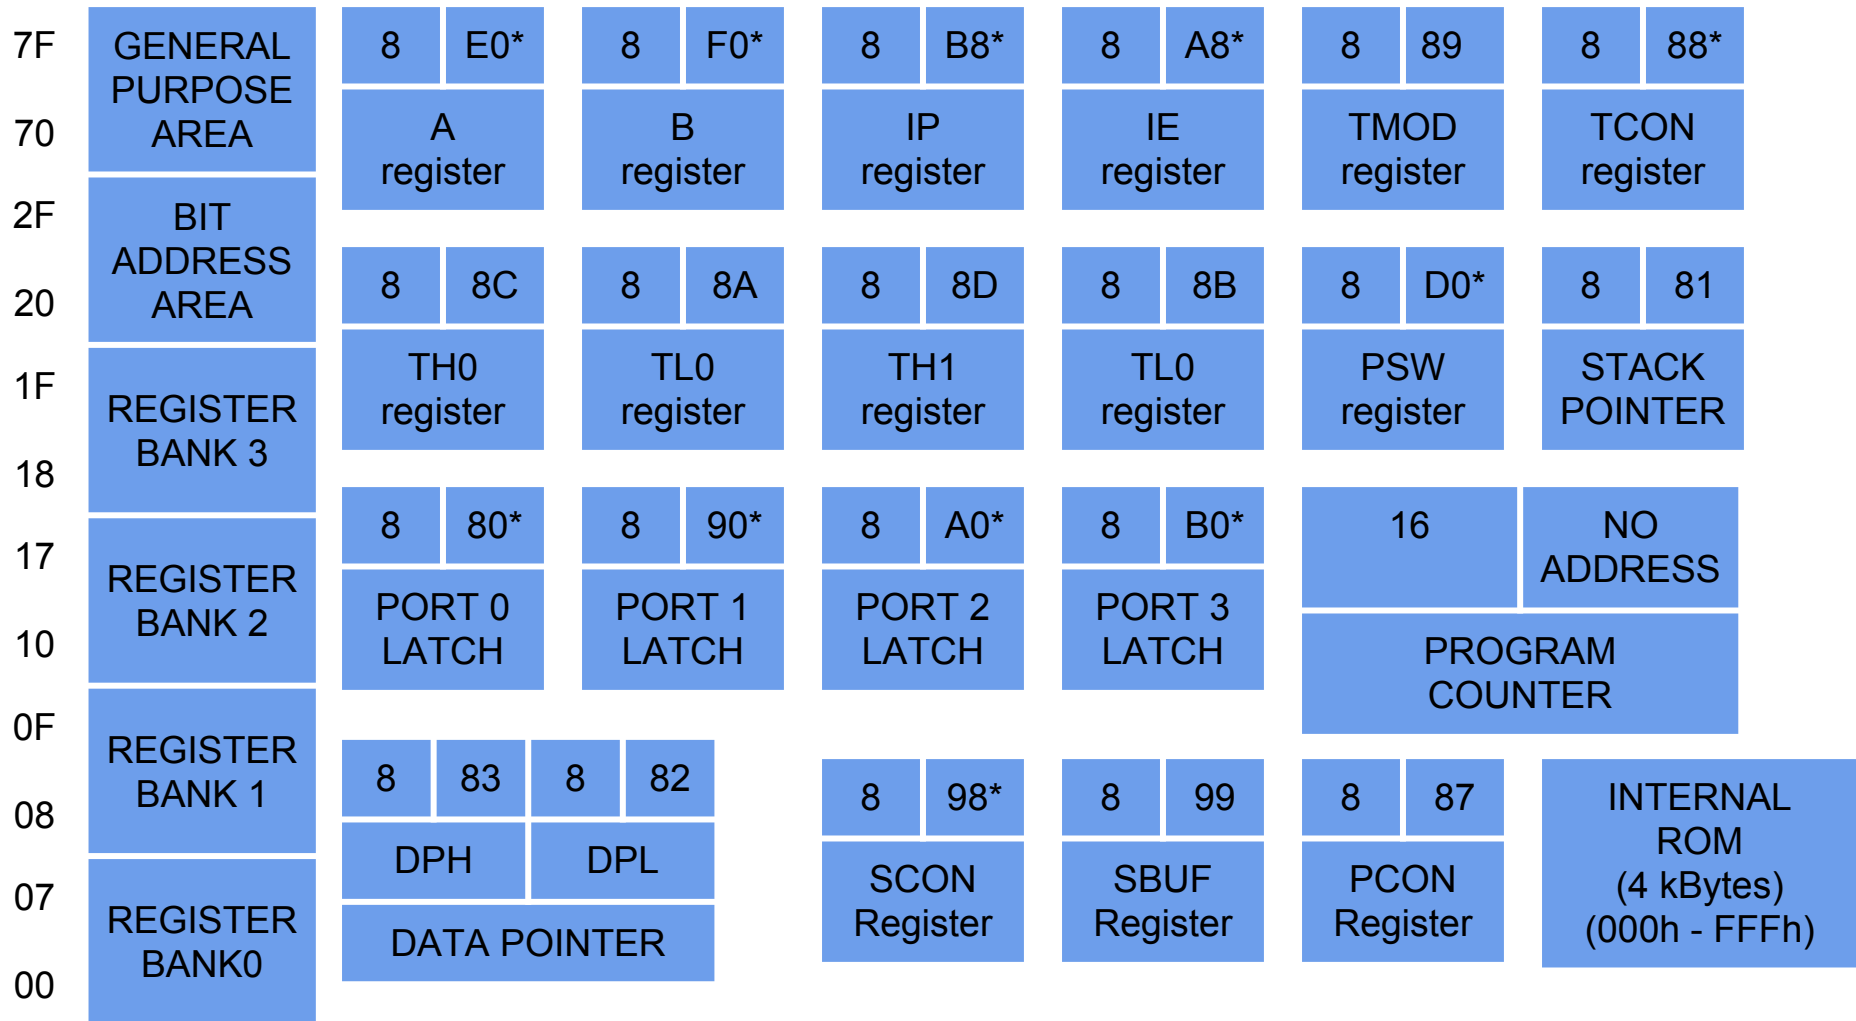 7F
70
2F
20
1F
18
17
10
0F
08
07
00
GENERAL
PURPOSE
AREA
BIT
ADDRESS
AREA
REGISTER
BANK 3
REGISTER
BANK 2
REGISTER
BANK 1
REGISTER
BANK0
8 E0*
A
register
8 F0*
B
register
8 B8*
IP
register
8 A8*
IE
register
8 89
TMOD
register
8 88*
TCON
register
8 8C
TH0
register
8 8A
TL0
register
8 8D
TH1
register
8 8B
TL0
register
8 D0*
PSW
register
8 81
STACK
POINTER
8 80*
PORT 0
LATCH
8 90*
PORT 1
LATCH
8 A0*
PORT 2
LATCH
8 B0*
PORT 3
LATCH
16
NO
ADDRESS
PROGRAM
COUNTER
8 83 8 82
DPH DPL
DATA POINTER
8 98*
SCON
Register
8 99
SBUF
Register
8 87
PCON
Register
INTERNAL
ROM
(4 kBytes)
(000h - FFFh)